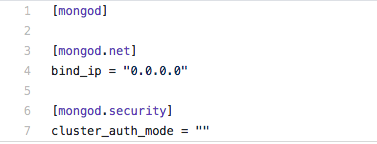 1 [mongod]
2
3 [mongod.net]
4 bind_ip = "0.0.0.0"
5
6 [mongod.security]
7 cluster_auth_mode = ""